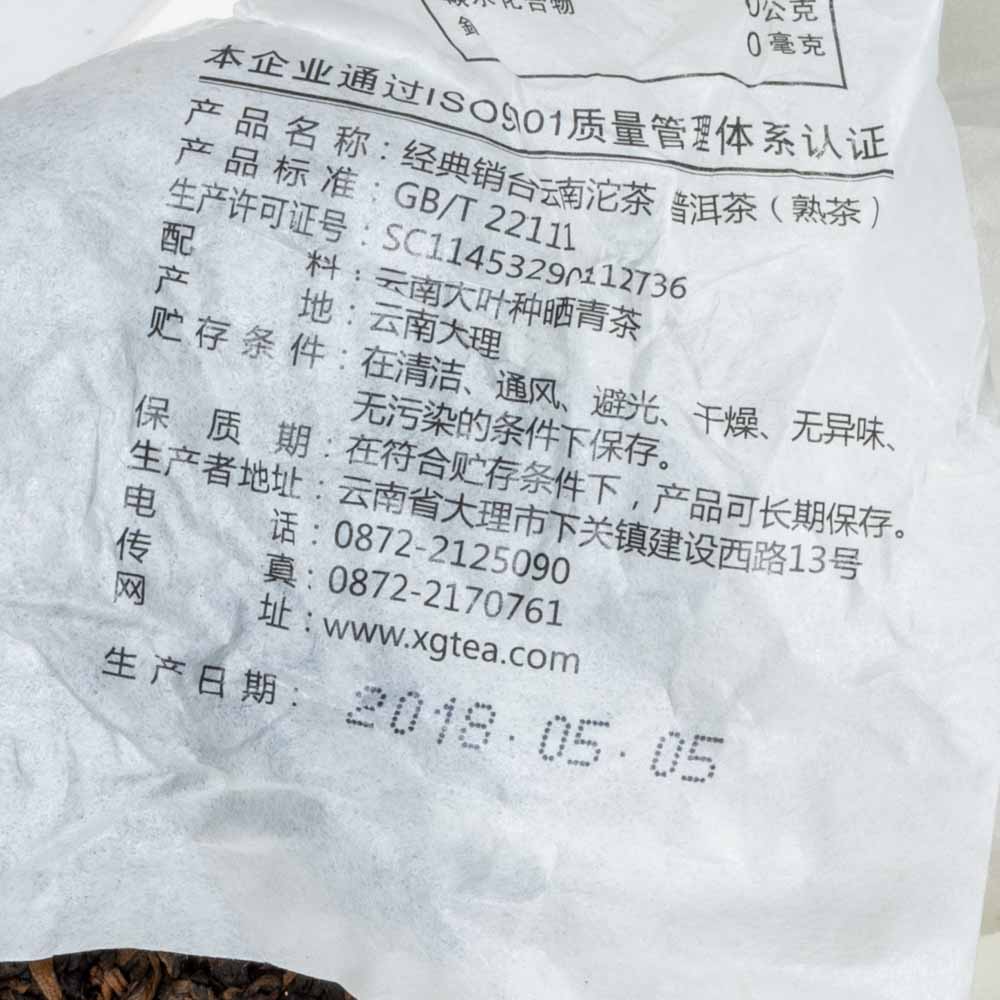 碳水化合物 0公克
鈉 0毫克
本企业通过ISO9001质量管理体系认证
产品名称：经典销台云南沱茶 普洱茶（熟茶）
产品标准：GB/T 22111
生产许可证号：SC11453290112736
配料：云南大叶种晒青茶
产地：云南大理
贮存条件：在清洁、通风、避光、干燥、无异味、
无污染的条件下保存。
保质期：在符合贮存条件下，产品可长期保存。
生产者地址：云南省大理市下关镇建设西路13号
电话：0872-2125090
传真：0872-2170761
网址：www.xgtea.com
生产日期：2018.05.05